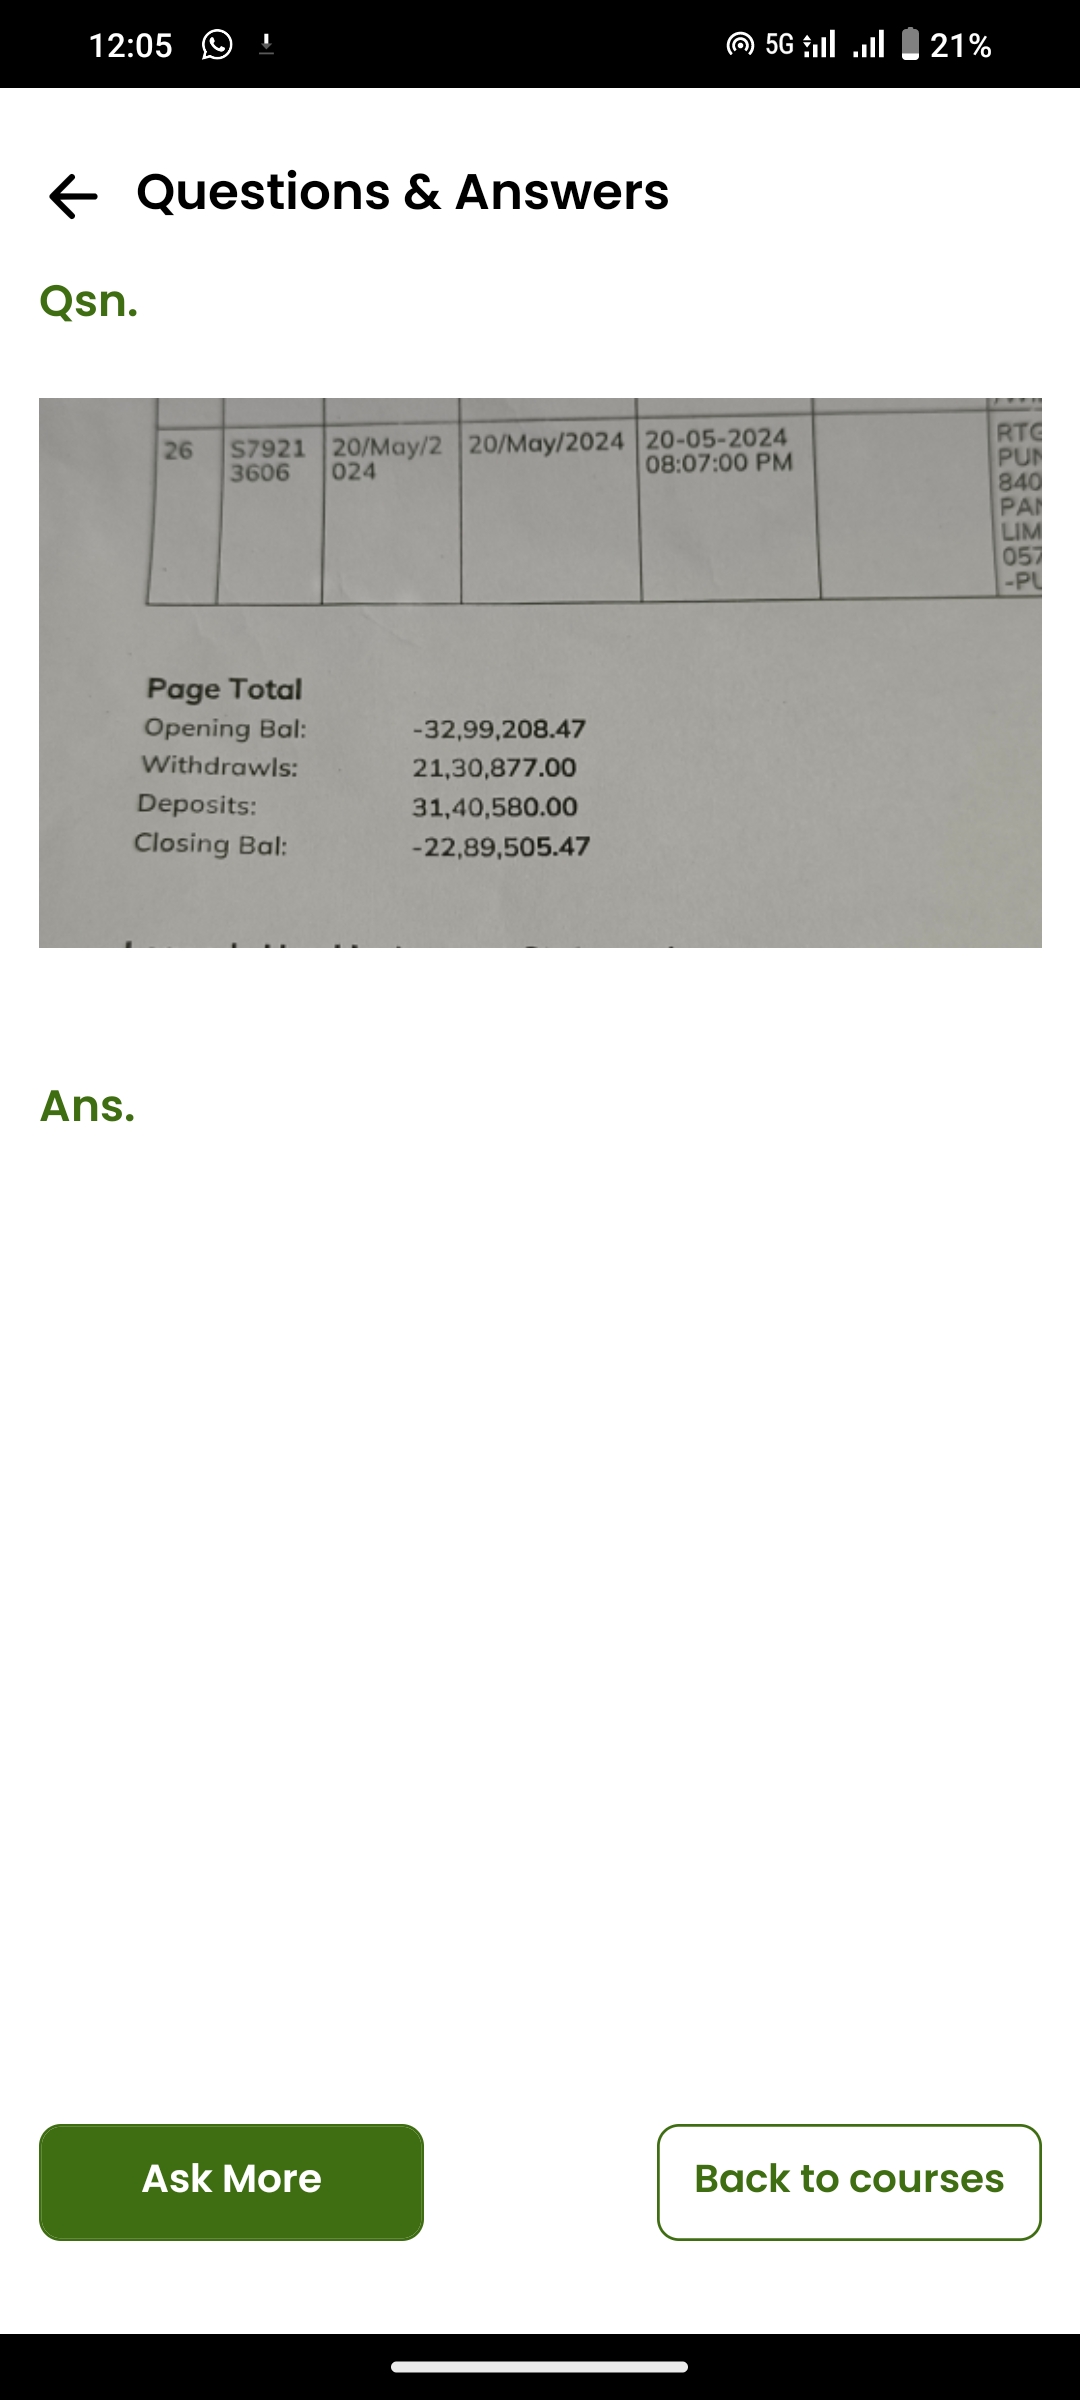 12:05 5G 21%
Questions & Answers
Qsn.
26 S7921 20/May/2 20/May/2024 20-05-2024 RTG
3606 024 08:07:00 PM PUN
840
PAN
LIM
057
-PU
Page Total
Opening Bal: -32,99,208.47
Withdrawls: 21,30,877.00
Deposits: 31,40,580.00
Closing Bal: -22,89,505.47
Ans.
Ask More Back to courses